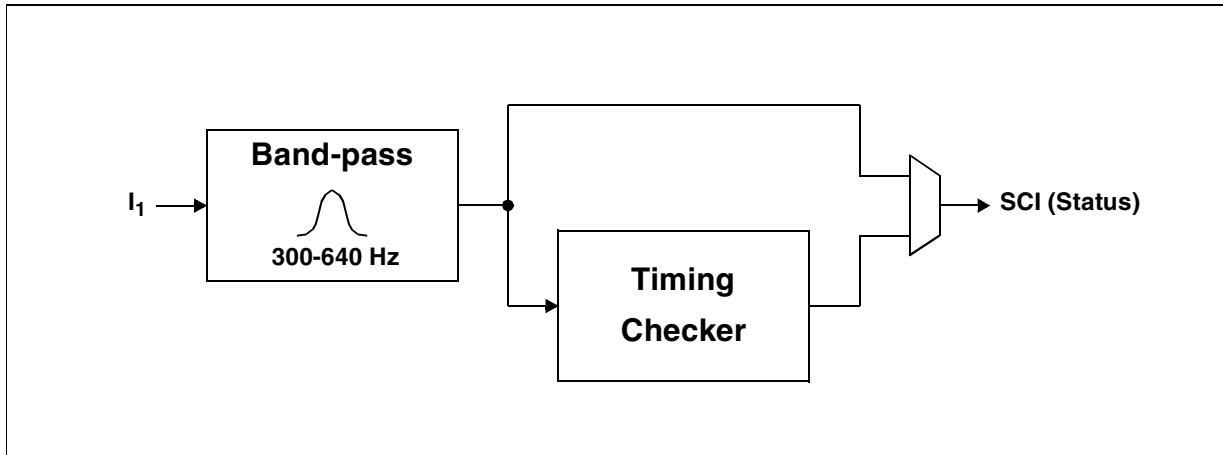 Band-pass
I₁
300-640 Hz
SCI (Status)
Timing
Checker